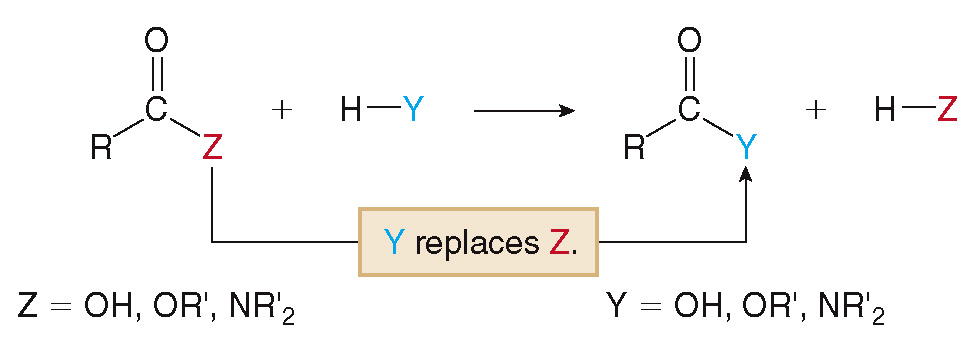 O O
C + H—Y C + H—Z
R Z R Y
Y replaces Z.
Z = OH, OR', NR'₂ Y = OH, OR', NR'₂